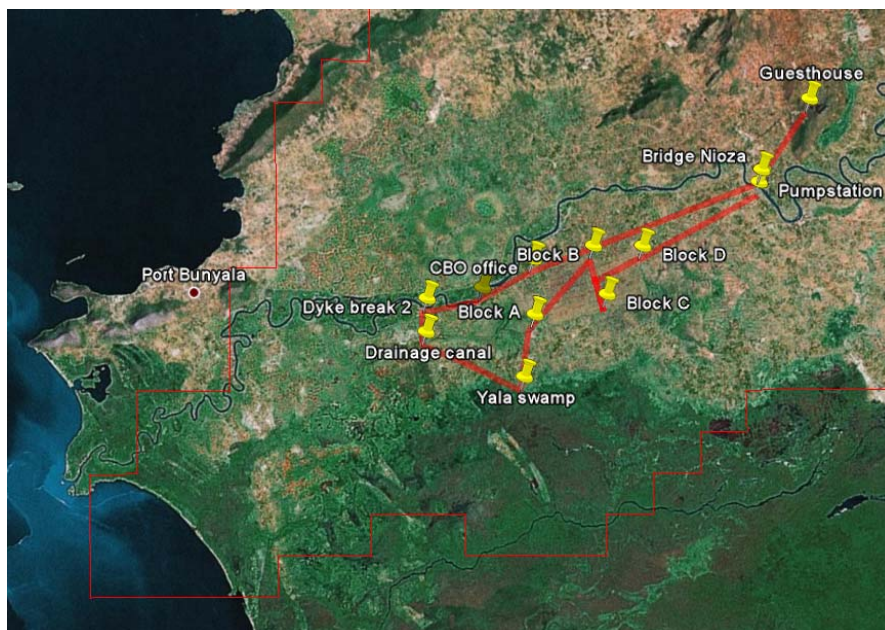 Guesthouse
Bridge Nioza
Pumpstation
Block B
Block D
CBO office
Port Bunyala
Dyke break 2
Block A
Block C
Drainage canal
Yala swamp